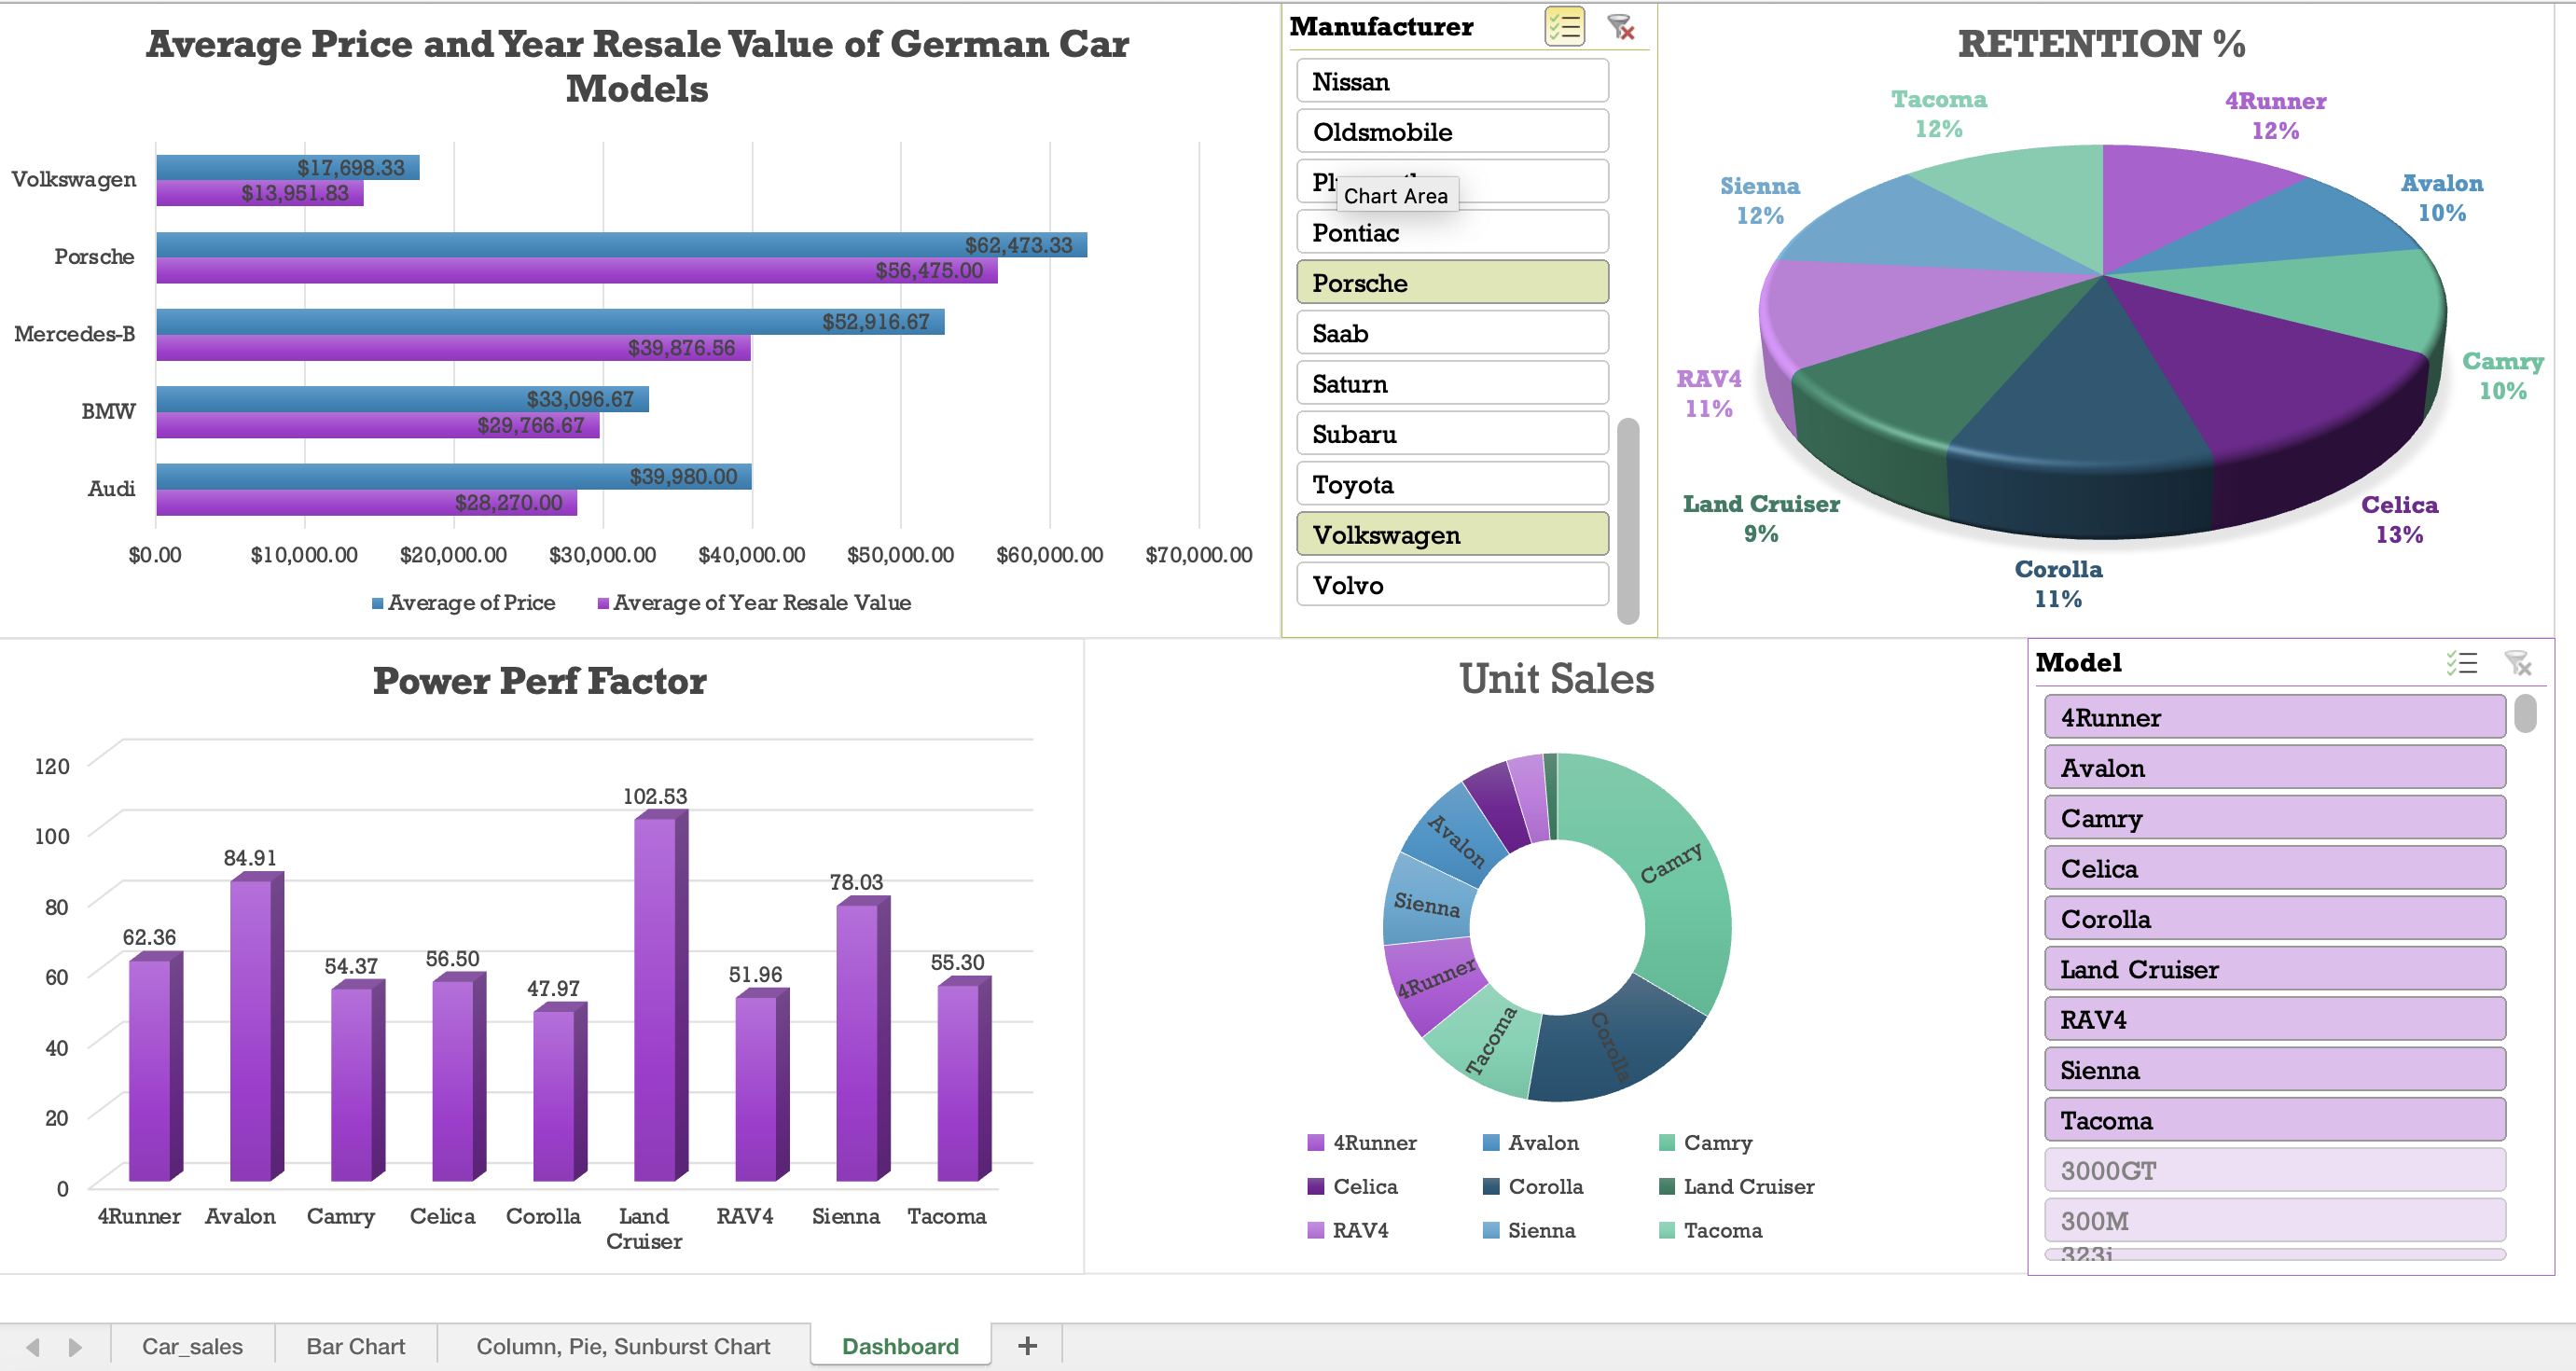 Average Price and Year Resale Value of German Car
Models
Volkswagen
$17,698.33
$13,951.83
Porsche
$62,473.33
$56,475.00
Mercedes-B
$52,916.67
$39,876.56
BMW
$33,096.67
$29,766.67
Audi
$39,980.00
$28,270.00
$0.00 $10,000.00 $20,000.00 $30,000.00 $40,000.00 $50,000.00 $60,000.00 $70,000.00
Average of Price Average of Year Resale Value
Manufacturer
Nissan
Oldsmobile
Chart Area
Pontiac
Porsche
Saab
Saturn
Subaru
Toyota
Volkswagen
Volvo
RETENTION %
Tacoma
12%
4Runner
12%
Sienna
12%
Avalon
10%
RAV4
11%
Camry
10%
Land Cruiser
9%
Celica
13%
Corolla
11%
Power Perf Factor
120
100
80
60
40
20
0
62.36
84.91
54.37
56.50
47.97
102.53
51.96
78.03
55.30
4Runner Avalon Camry Celica Corolla Land RAV4 Sienna Tacoma
Cruiser
Unit Sales
Camry
Corolla
Tacoma
4Runner
Sienna
Avalon
4Runner Avalon Camry
Celica Corolla Land Cruiser
RAV4 Sienna Tacoma
Model
4Runner
Avalon
Camry
Celica
Corolla
Land Cruiser
RAV4
Sienna
Tacoma
3000GT
300M
323i
Car_sales Bar Chart Column, Pie, Sunburst Chart Dashboard +